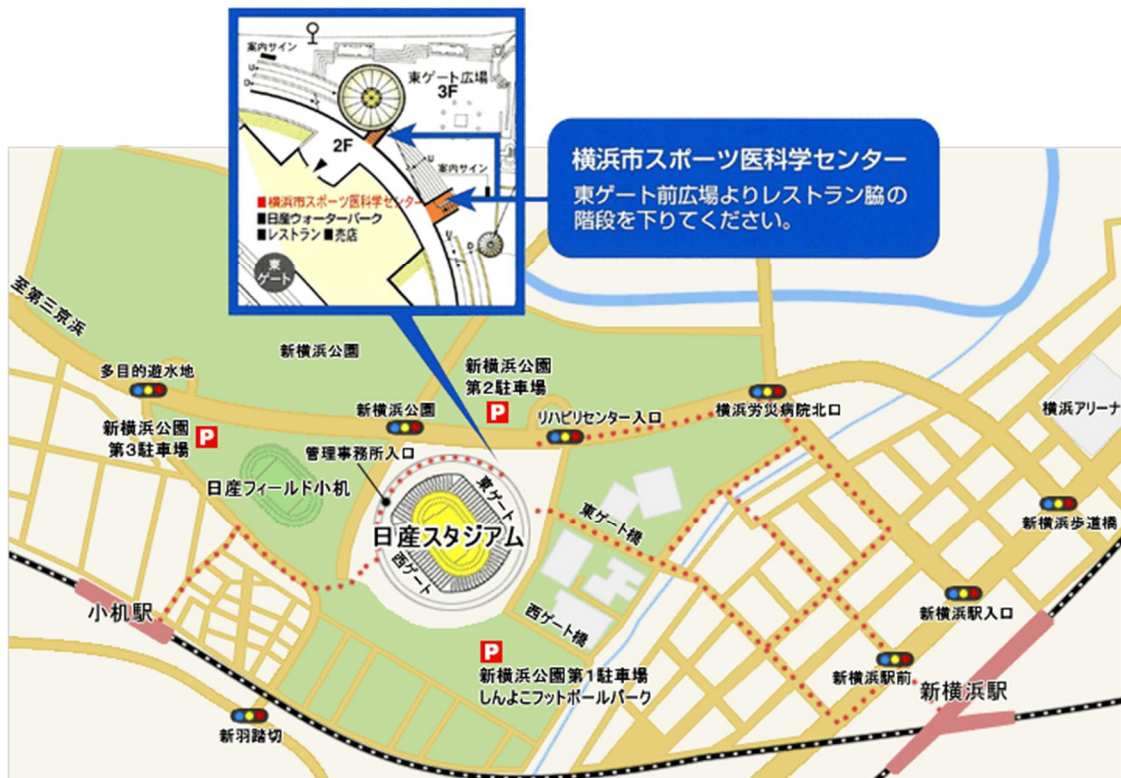 案内サイン
U
D
東ゲート広場
3F
2F
U
案内サイン
■横浜市スポーツ医科学センター
■日産ウォーターパーク
■レストラン ■売店
U
D
東
ゲート
横浜市スポーツ医科学センター
東ゲート前広場よりレストラン脇の
階段を下りてください。
至第三京浜
新横浜公園
多目的遊水地
新横浜公園
第2駐車場
P
新横浜公園
リハビリセンター入口
横浜労災病院北口
横浜アリーナ
新横浜公園
第3駐車場
P
管理事務所入口
日産フィールド小机
東ゲート
日産スタジアム
西ゲート
東ゲート橋
新横浜歩道橋
小机駅
西ゲート橋
新横浜駅入口
P
新横浜公園第1駐車場
しんよこフットボールパーク
新横浜駅前
新横浜駅
新羽踏切